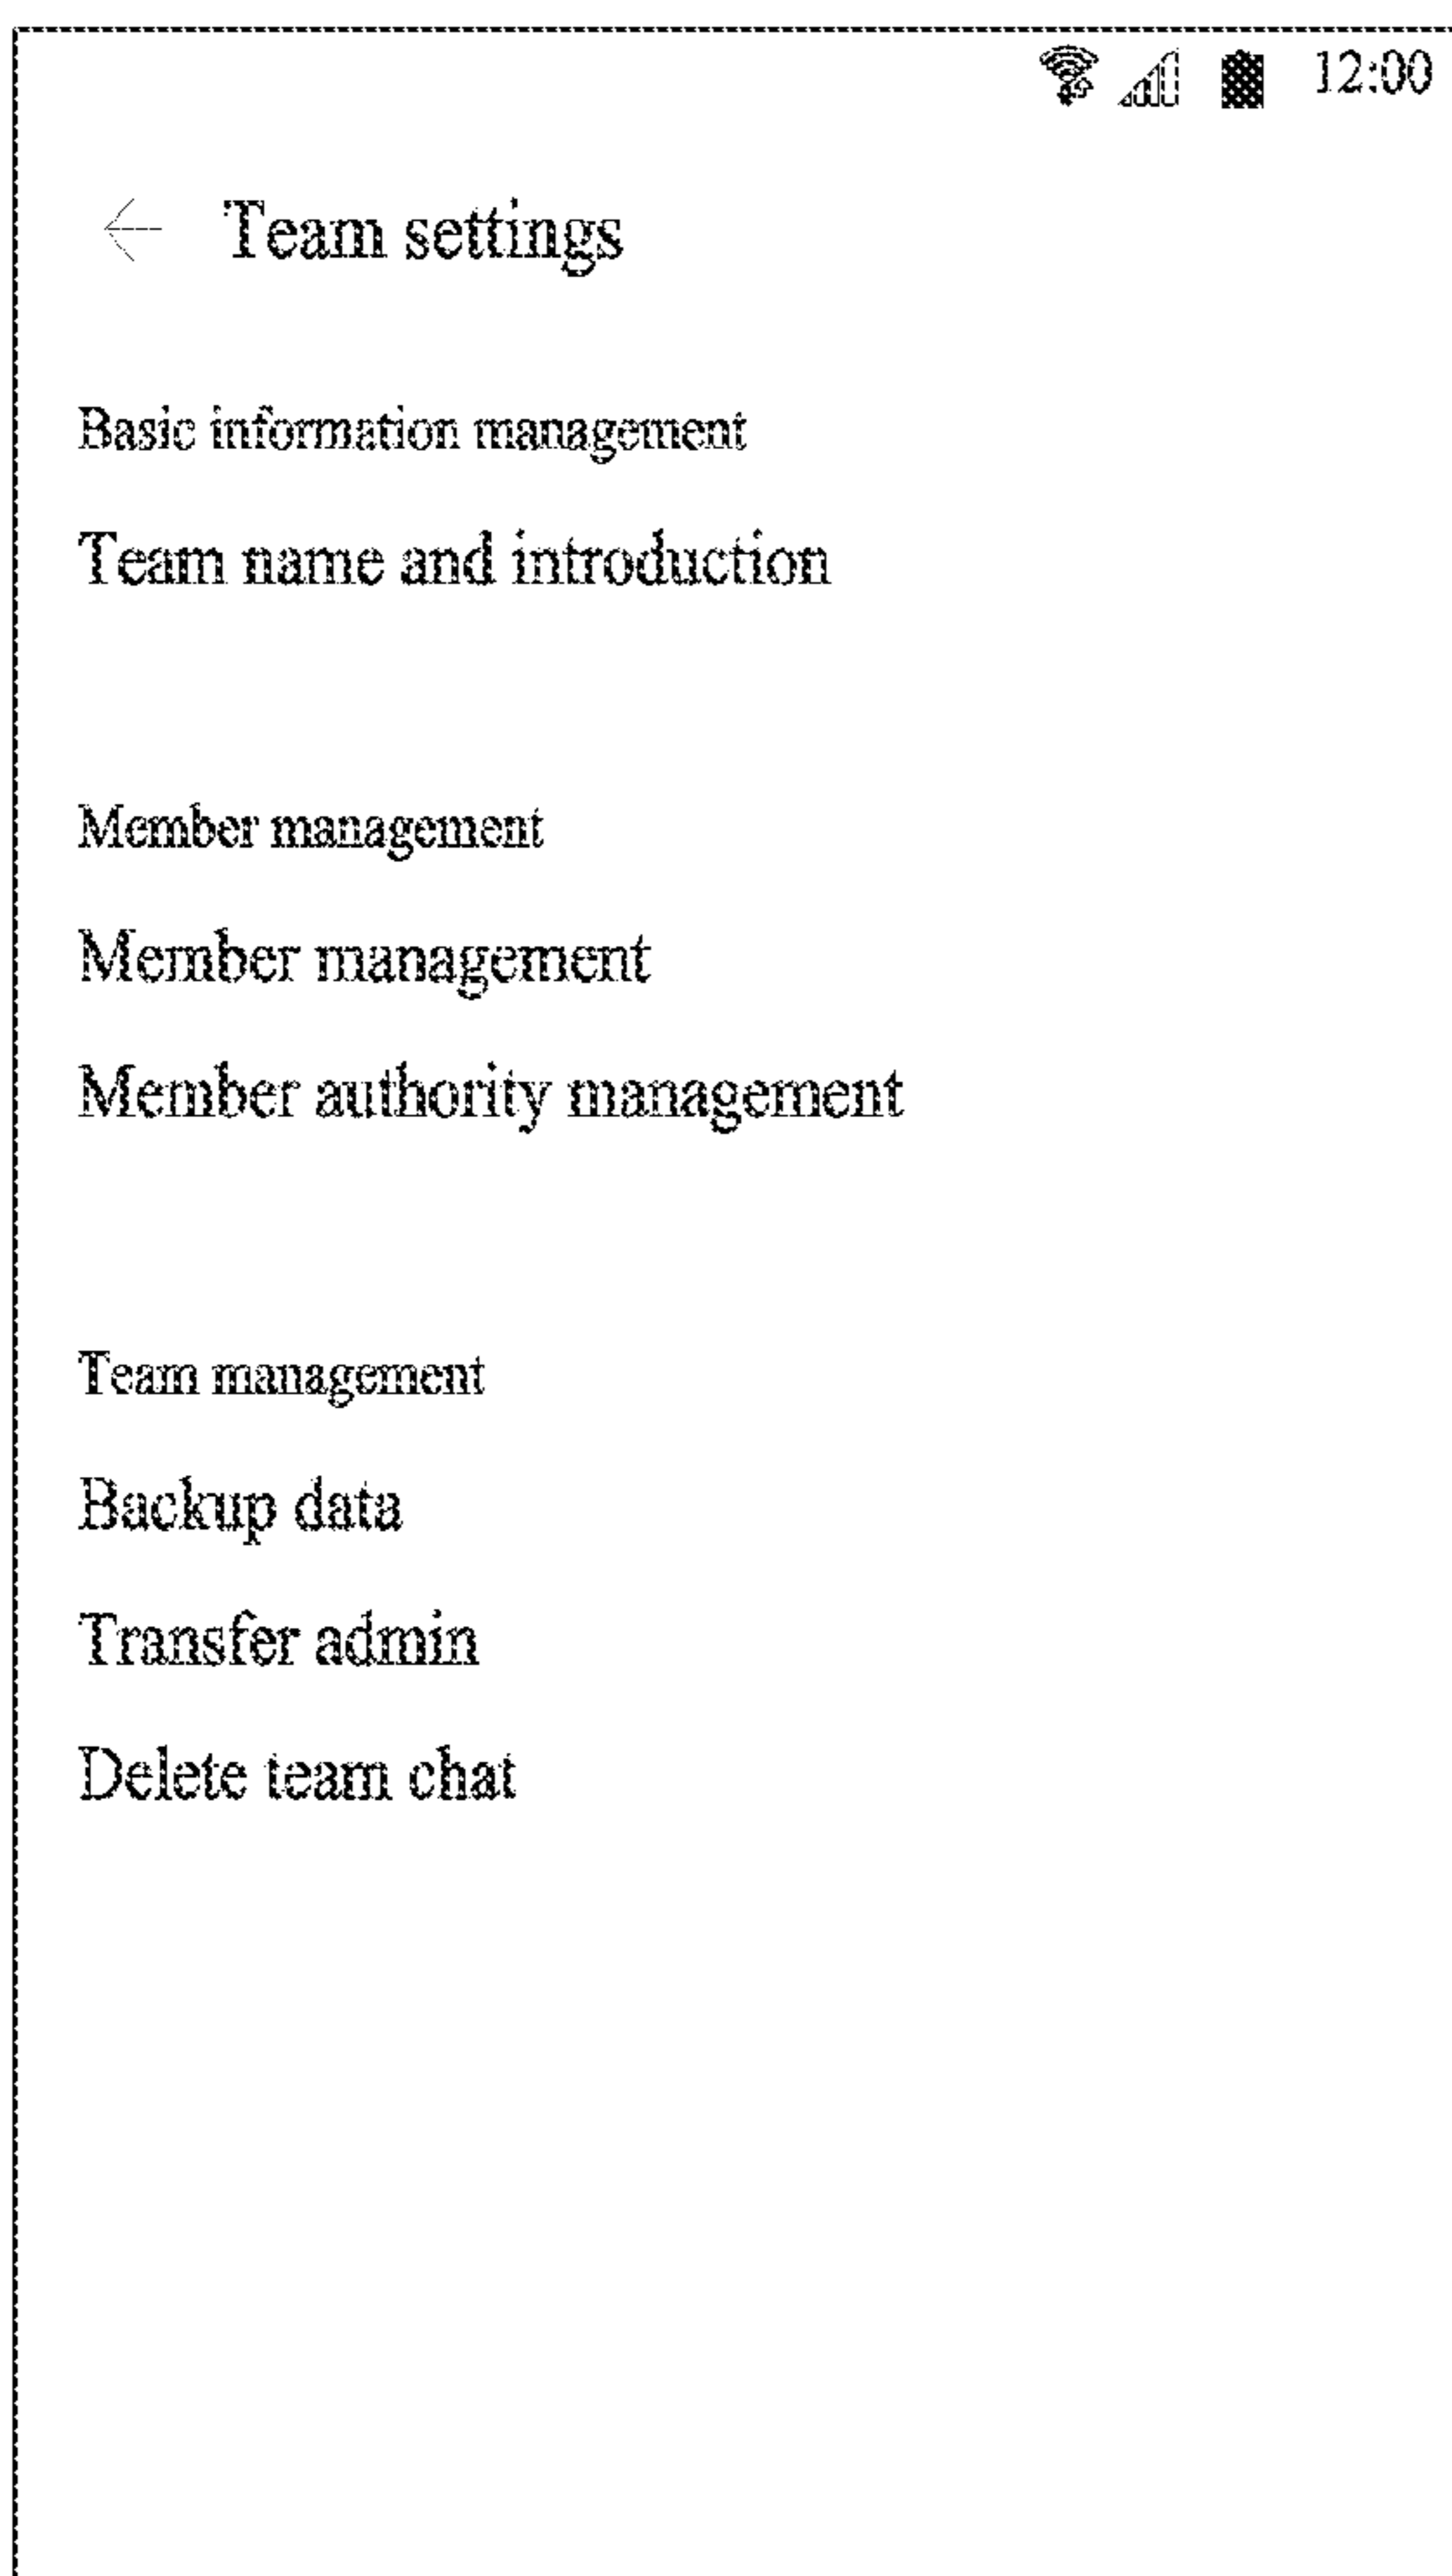 12:00
Team settings
Basic information management
Team name and introduction
Member management
Member management
Member authority management
Team management
Backup data
Transfer admin
Delete team chat